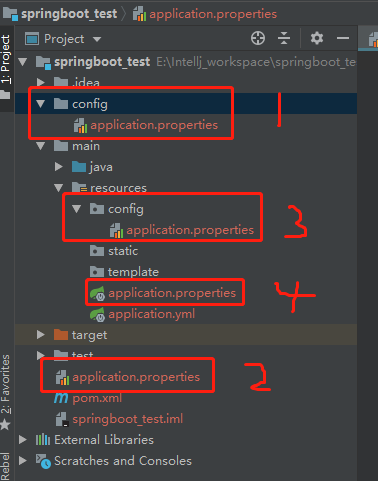 springboot_test application.properties
1: Project
Project
springboot_test E:\Intellj_workspace\springboot_te
.idea
config
1
application.properties
main
java
resources
config
application.properties
3
static
template
application.properties
4
application.yml
target
test
application.properties
2
pom.xml
springboot_test.iml
External Libraries
Scratches and Consoles
2: Favorites
Rebel